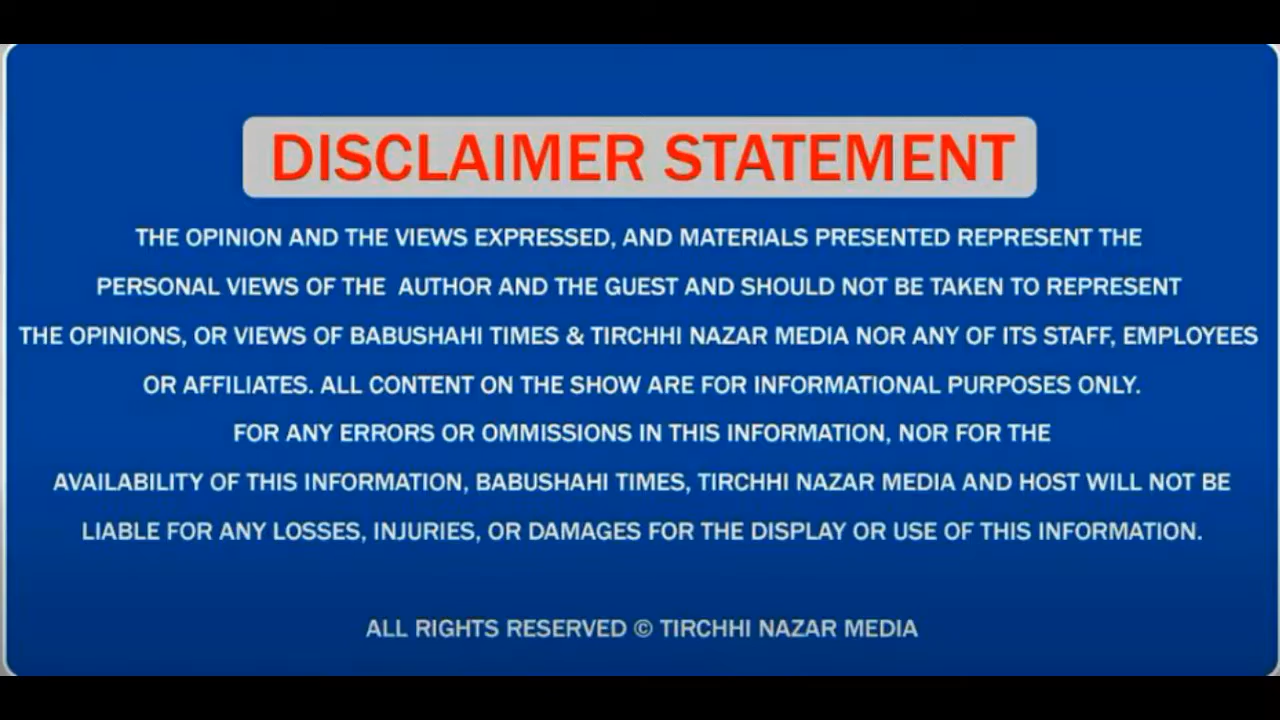 DISCLAIMER STATEMENT
THE OPINION AND THE VIEWS EXPRESSED, AND MATERIALS PRESENTED REPRESENT THE
PERSONAL VIEWS OF THE AUTHOR AND THE GUEST AND SHOULD NOT BE TAKEN TO REPRESENT
THE OPINIONS, OR VIEWS OF BABUSHAHI TIMES & TIRCHHI NAZAR MEDIA NOR ANY OF ITS STAFF, EMPLOYEES
OR AFFILIATES. ALL CONTENT ON THE SHOW ARE FOR INFORMATIONAL PURPOSES ONLY.
FOR ANY ERRORS OR OMMISSIONS IN THIS INFORMATION, NOR FOR THE
AVAILABILITY OF THIS INFORMATION, BABUSHAHI TIMES, TIRCHHI NAZAR MEDIA AND HOST WILL NOT BE
LIABLE FOR ANY LOSSES, INJURIES, OR DAMAGES FOR THE DISPLAY OR USE OF THIS INFORMATION.
ALL RIGHTS RESERVED © TIRCHHI NAZAR MEDIA